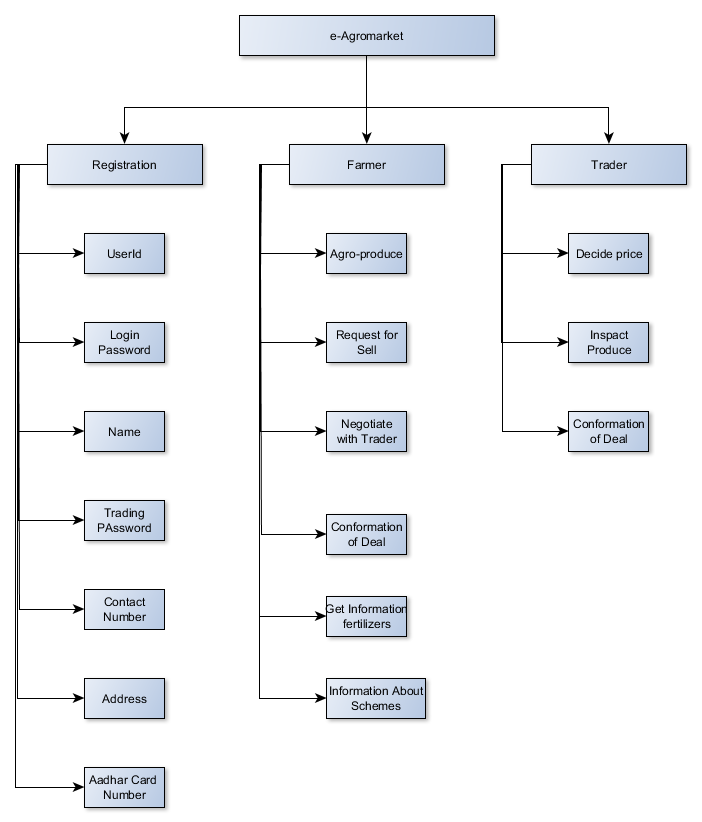 e-Agromarket
Registration
Farmer
Trader
UserId
Login
Password
Name
Trading
PAssword
Contact
Number
Address
Aadhar Card
Number
Agro-produce
Request for
Sell
Negotiate
with Trader
Conformation
of Deal
Get Information
fertilizers
Information About
Schemes
Decide price
Inspact
Produce
Conformation
of Deal